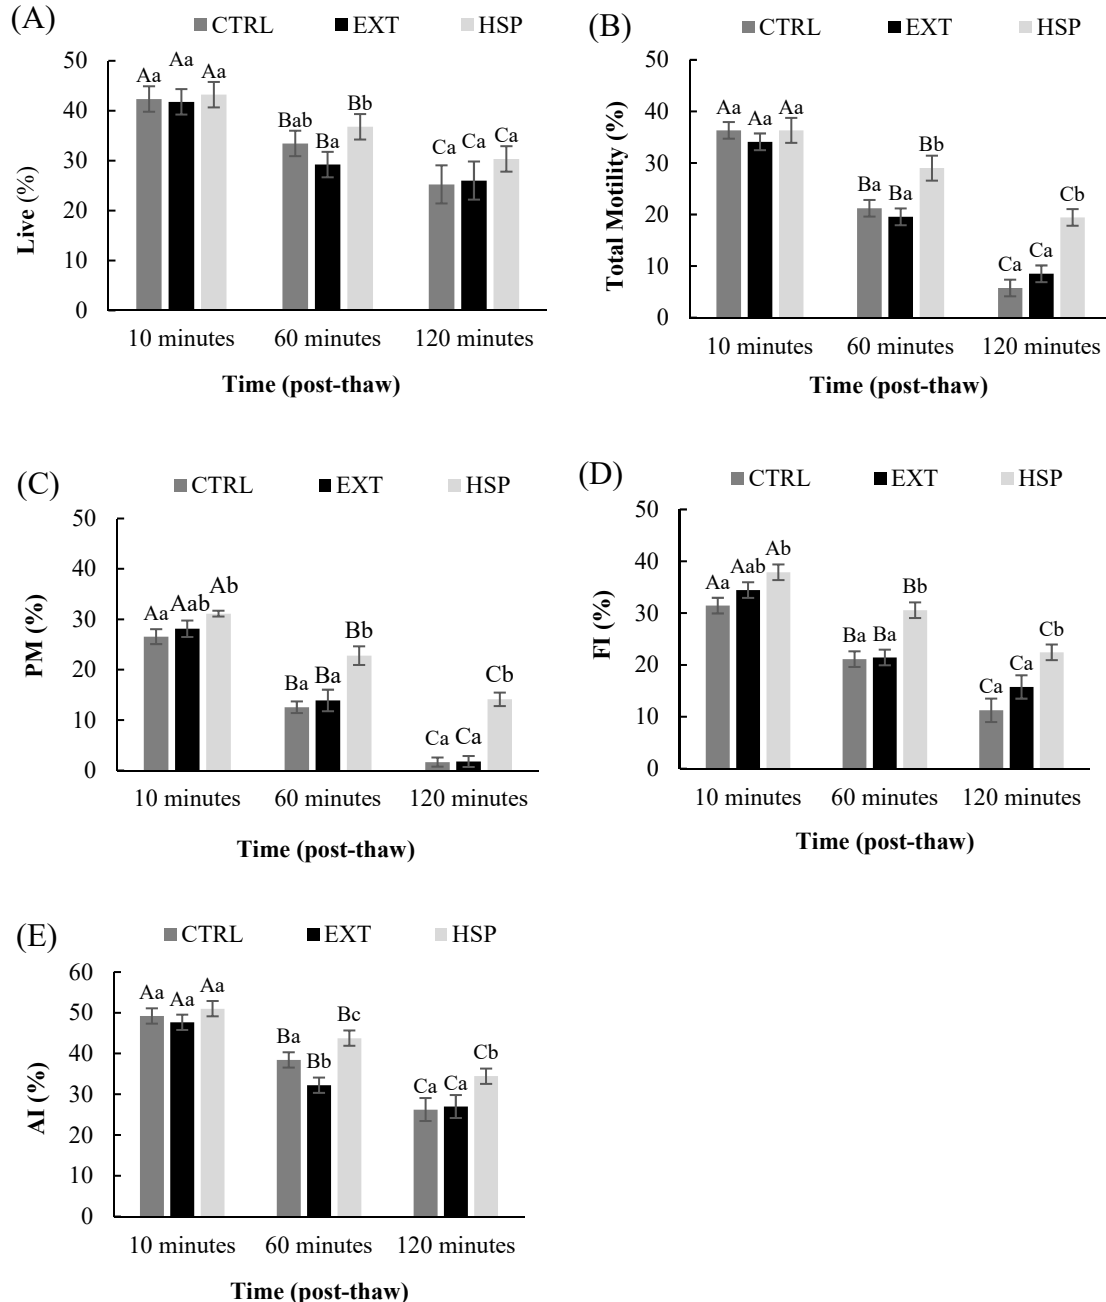 (A)
CTRL EXT HSP
50
40
30
20
10
0
Live (%)
Aa Aa Aa
Bab Ba Bb
Ca Ca Ca
10 minutes 60 minutes 120 minutes
Time (post-thaw)
(B)
CTRL EXT HSP
50
40
30
20
10
0
Total Motility (%)
Aa Aa Aa
Ba Ba Bb
Ca Ca Cb
10 minutes 60 minutes 120 minutes
Time (post-thaw)
(C)
CTRL EXT HSP
50
40
30
20
10
0
PM (%)
Aa Aab Ab
Ba Ba Bb
Ca Ca Cb
10 minutes 60 minutes 120 minutes
Time (post-thaw)
(D)
CTRL EXT HSP
50
40
30
20
10
0
FI (%)
Aa Aab Ab
Ba Ba Bb
Ca Ca Cb
10 minutes 60 minutes 120 minutes
Time (post-thaw)
(E)
CTRL EXT HSP
60
50
40
30
20
10
0
AI (%)
Aa Aa Aa
Ba Bb Bc
Ca Ca Cb
10 minutes 60 minutes 120 minutes
Time (post-thaw)